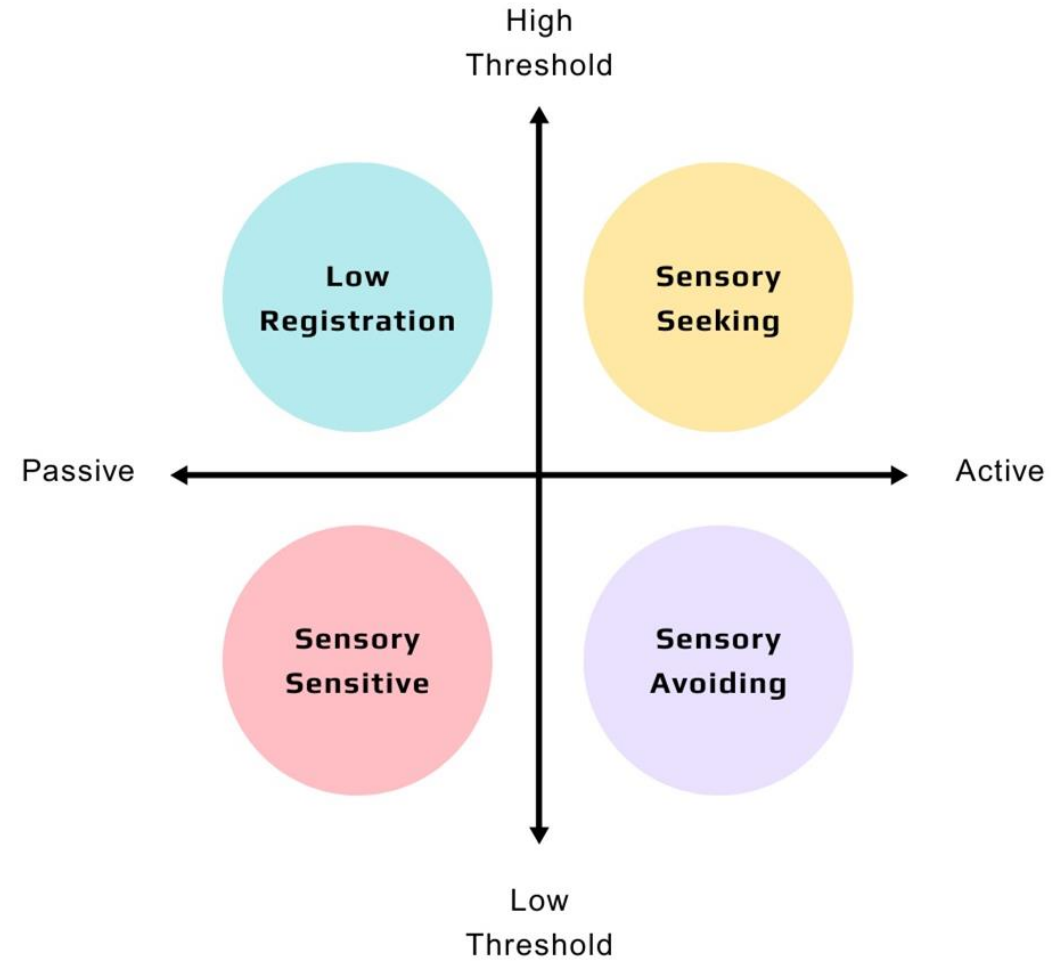 High
Threshold
Low
Registration
Sensory
Seeking
Passive
Active
Sensory
Sensitive
Sensory
Avoiding
Low
Threshold